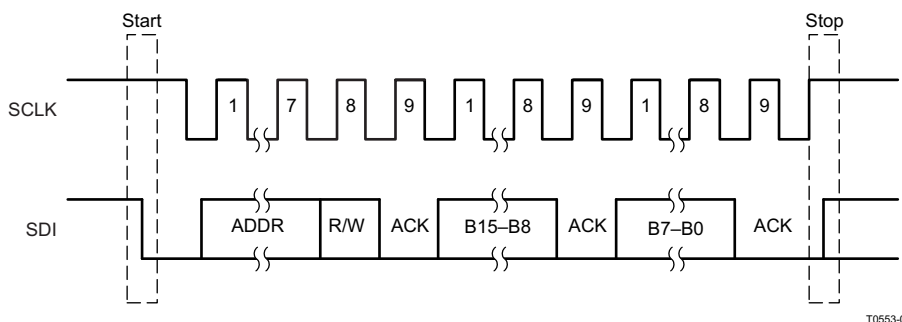 Start Stop
SCLK 1 7 8 9 1 8 9 1 8 9
SDI ADDR R/W ACK B15–B8 ACK B7–B0 ACK